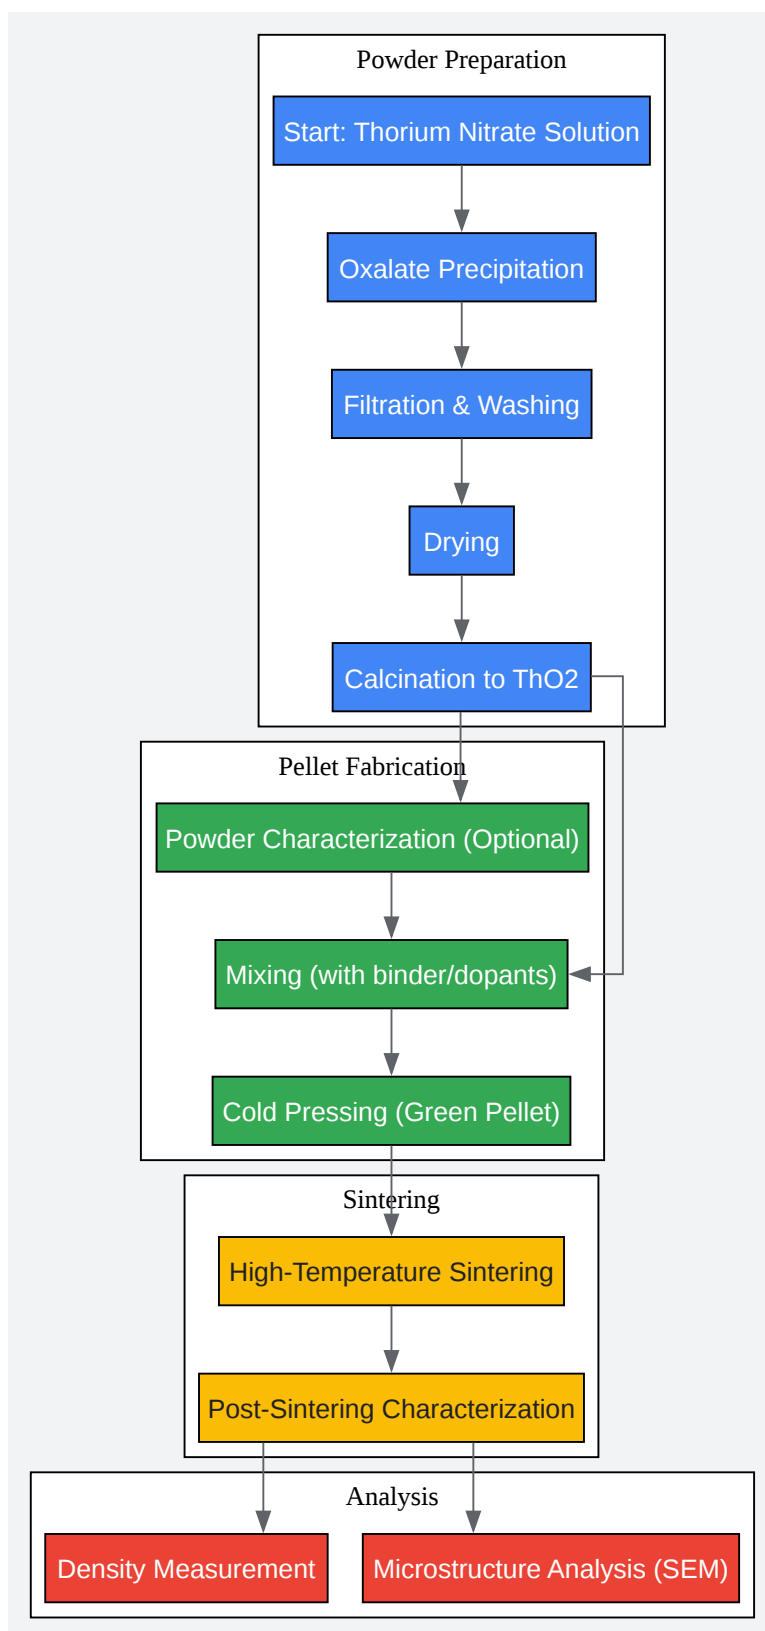 Powder Preparation
Start: Thorium Nitrate Solution
Oxalate Precipitation
Filtration & Washing
Drying
Calcination to ThO2
Pellet Fabrication
Powder Characterization (Optional)
Mixing (with binder/dopants)
Cold Pressing (Green Pellet)
Sintering
High-Temperature Sintering
Post-Sintering Characterization
Analysis
Density Measurement
Microstructure Analysis (SEM)